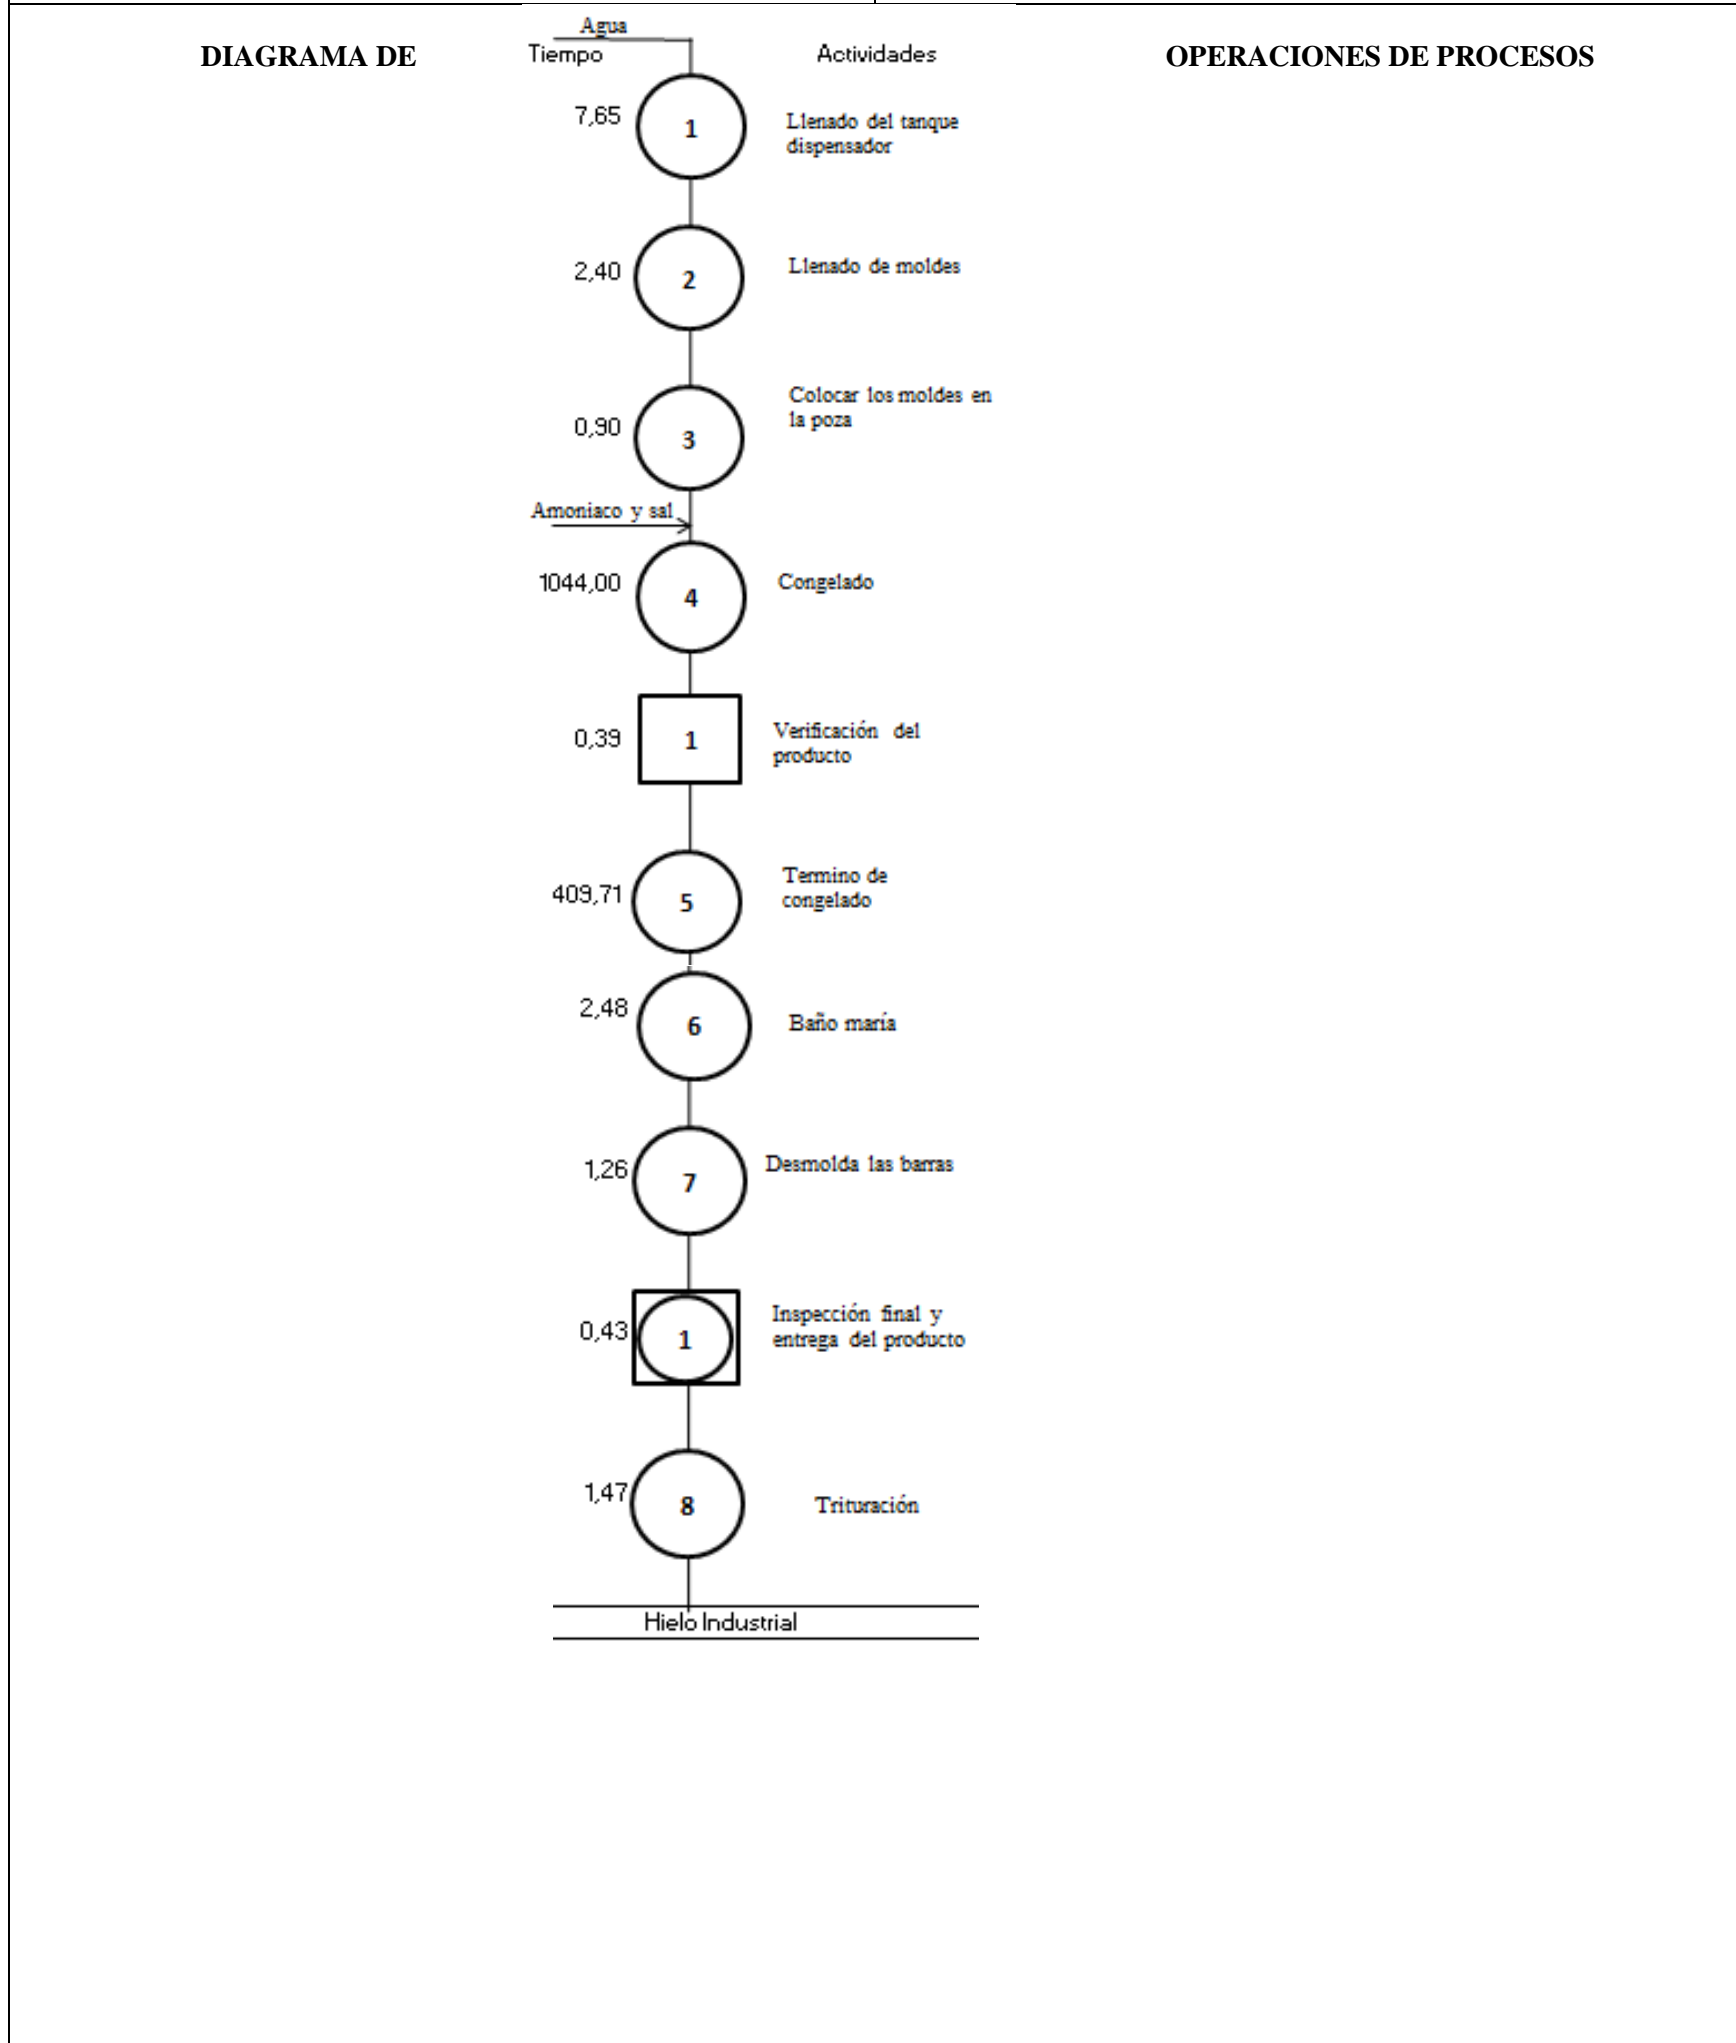 Agua
DIAGRAMA DE
Tiempo
Actividades
OPERACIONES DE PROCESOS
7,65
1
Llenado del tanque
dispensador
2,40
2
Llenado de moldes
0,90
3
Colocar los moldes en
la poza
Amoniaco y sal
1044,00
4
Congelado
0,39
1
Verificación del
producto
409,71
5
Termino de
congelado
2,48
6
Baño maría
1,26
7
Desmolda las barras
0,43
1
Inspección final y
entrega del producto
1,47
8
Trituración
Hielo Industrial